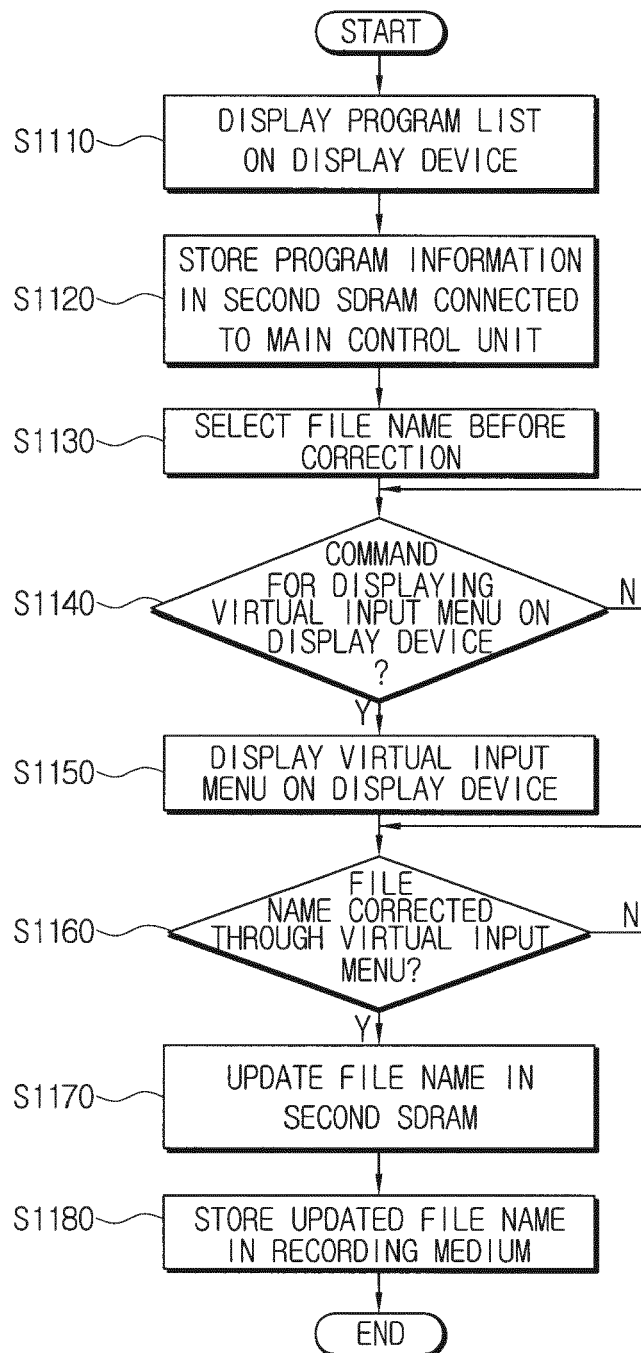 START
S1110
DISPLAY PROGRAM LIST
ON DISPLAY DEVICE
S1120
STORE PROGRAM INFORMATION
IN SECOND SDRAM CONNECTED
TO MAIN CONTROL UNIT
S1130
SELECT FILE NAME BEFORE
CORRECTION
S1140
COMMAND
FOR DISPLAYING
VIRTUAL INPUT MENU ON
DISPLAY DEVICE
?
N
Y
S1150
DISPLAY VIRTUAL INPUT
MENU ON DISPLAY DEVICE
S1160
FILE
NAME CORRECTED
THROUGH VIRTUAL INPUT
MENU?
N
Y
S1170
UPDATE FILE NAME IN
SECOND SDRAM
S1180
STORE UPDATED FILE NAME
IN RECORDING MEDIUM
END